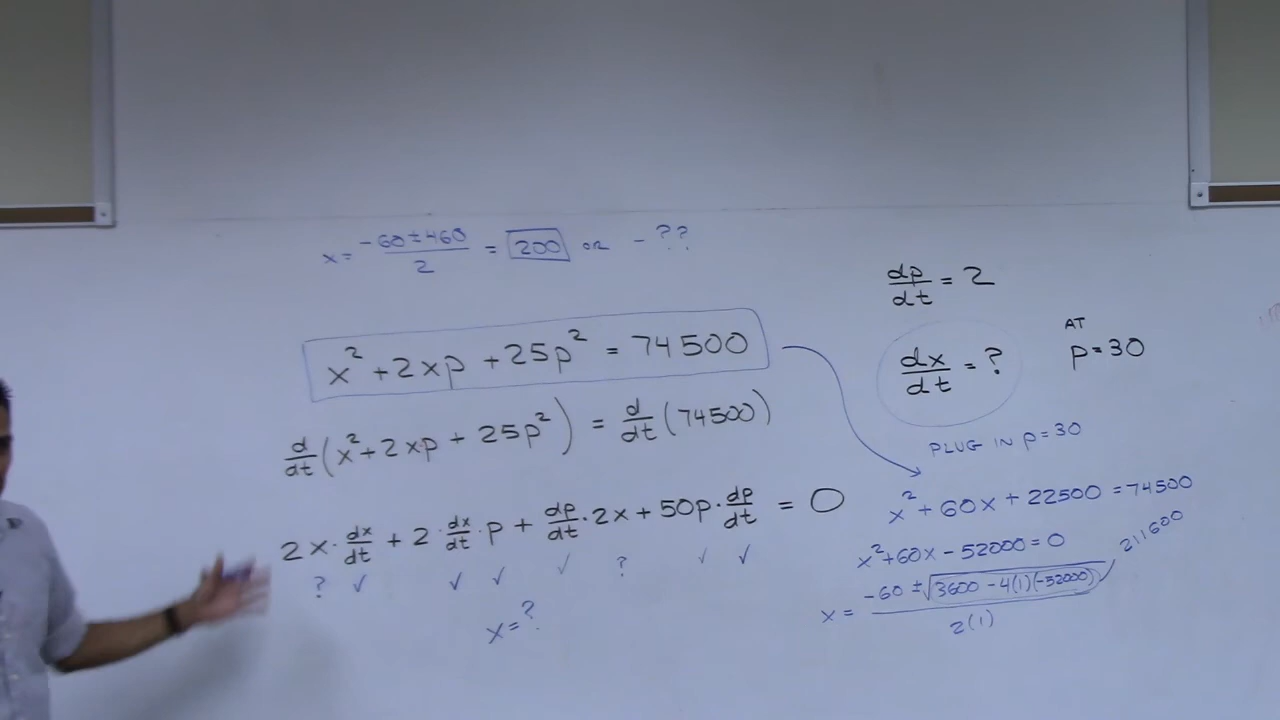 x = (-60 ± 460)/2 = 200 or - ??
x² + 2xp + 25p² = 74500
d/dt (x² + 2xp + 25p²) = d/dt (74500)
2x · dx/dt + 2 · dx/dt · p + dp/dt · 2x + 50p · dp/dt = 0
? ✓ ✓ ✓ ✓ ? ✓ ✓
x = ?
dp/dt = 2
dx/dt = ?
AT
p = 30
PLUG IN p = 30
x² + 60x + 22500 = 74500
x² + 60x - 52000 = 0
211600
x = (-60 ± √(3600 - 4(1)(-52000)))/2(1)